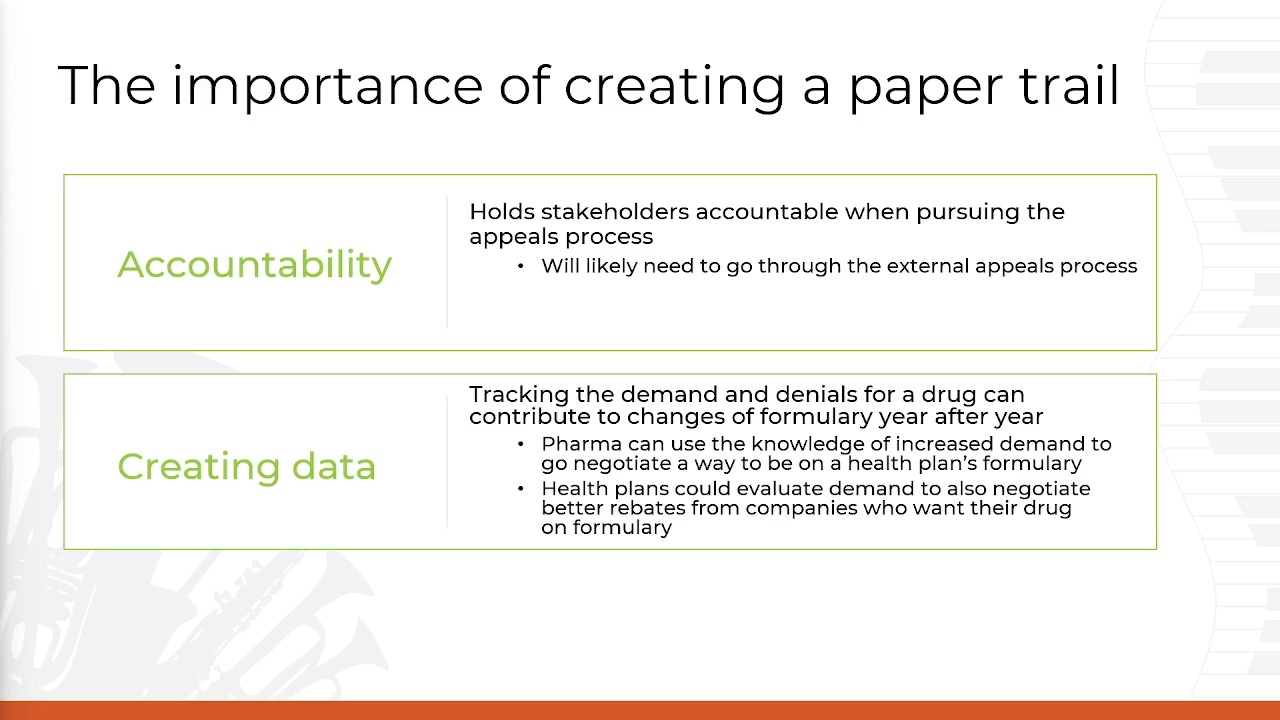 The importance of creating a paper trail
Accountability
Holds stakeholders accountable when pursuing the
appeals process
• Will likely need to go through the external appeals process
Creating data
Tracking the demand and denials for a drug can
contribute to changes of formulary year after year
• Pharma can use the knowledge of increased demand to
go negotiate a way to be on a health plan’s formulary
• Health plans could evaluate demand to also negotiate
better rebates from companies who want their drug
on formulary